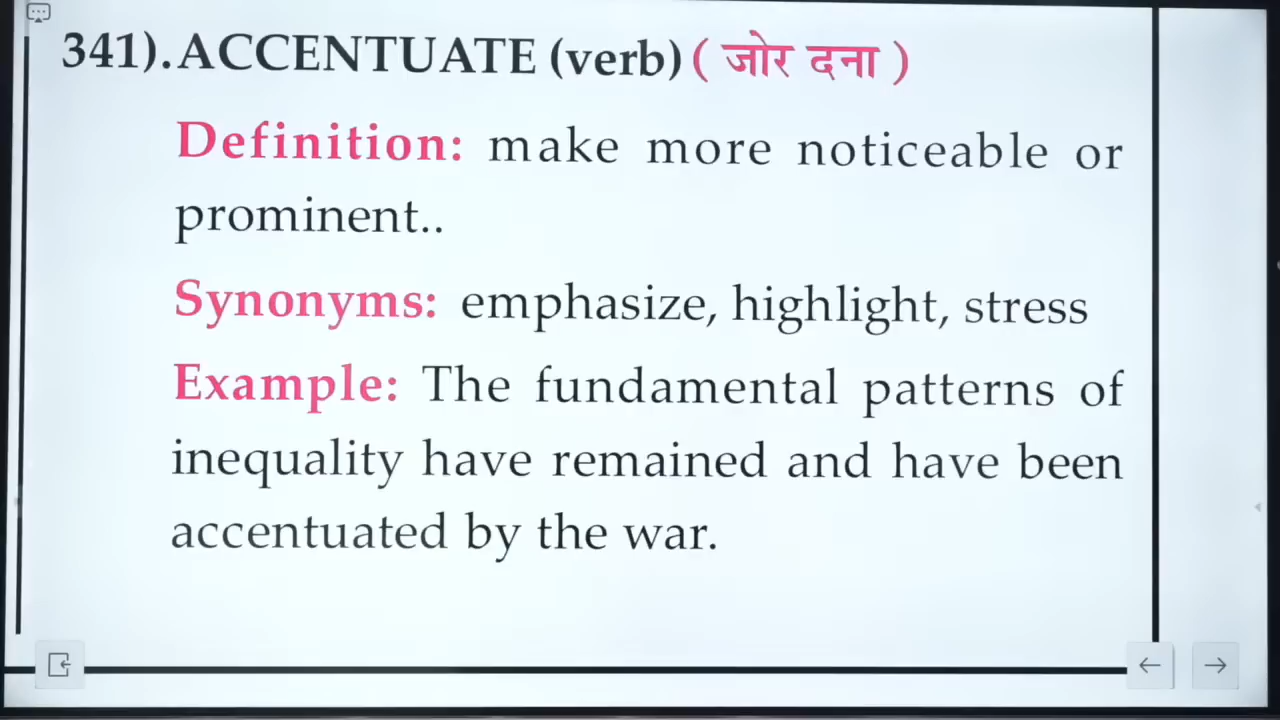 341). ACCENTUATE (verb) ( जोर दना )
Definition: make more noticeable or
prominent..
Synonyms: emphasize, highlight, stress
Example: The fundamental patterns of
inequality have remained and have been
accentuated by the war.